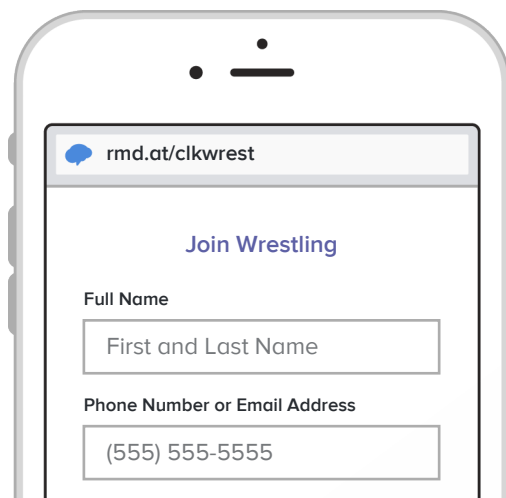 rmd.at/clkwrest
Join Wrestling
Full Name
First and Last Name
Phone Number or Email Address
(555) 555-5555